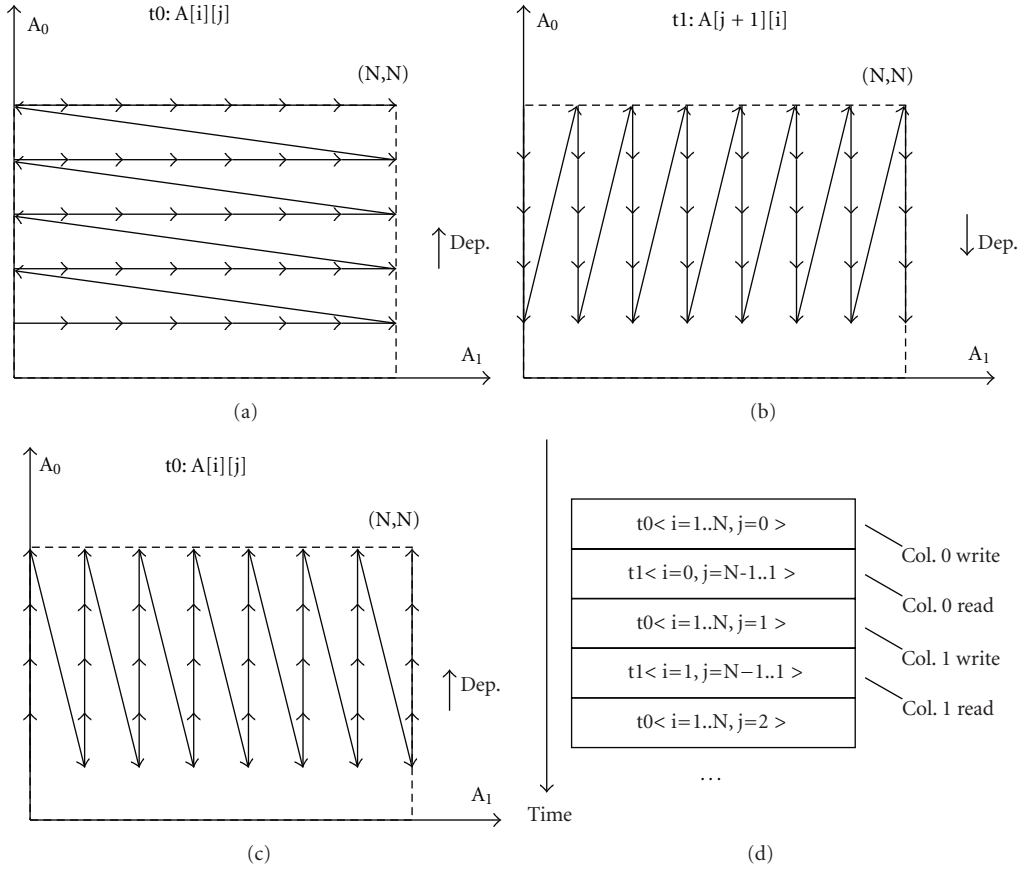 A₀
t0: A[i][j]
(N,N)
Dep.
A₁
(a)
A₀
t1: A[j + 1][i]
(N,N)
Dep.
A₁
(b)
A₀
t0: A[i][j]
(N,N)
Dep.
A₁
(c)
t0< i=1..N, j=0 >
Col. 0 write
t1< i=0, j=N-1..1 >
Col. 0 read
t0< i=1..N, j=1 >
Col. 1 write
t1< i=1, j=N−1..1 >
Col. 1 read
t0< i=1..N, j=2 >
...
Time
(d)